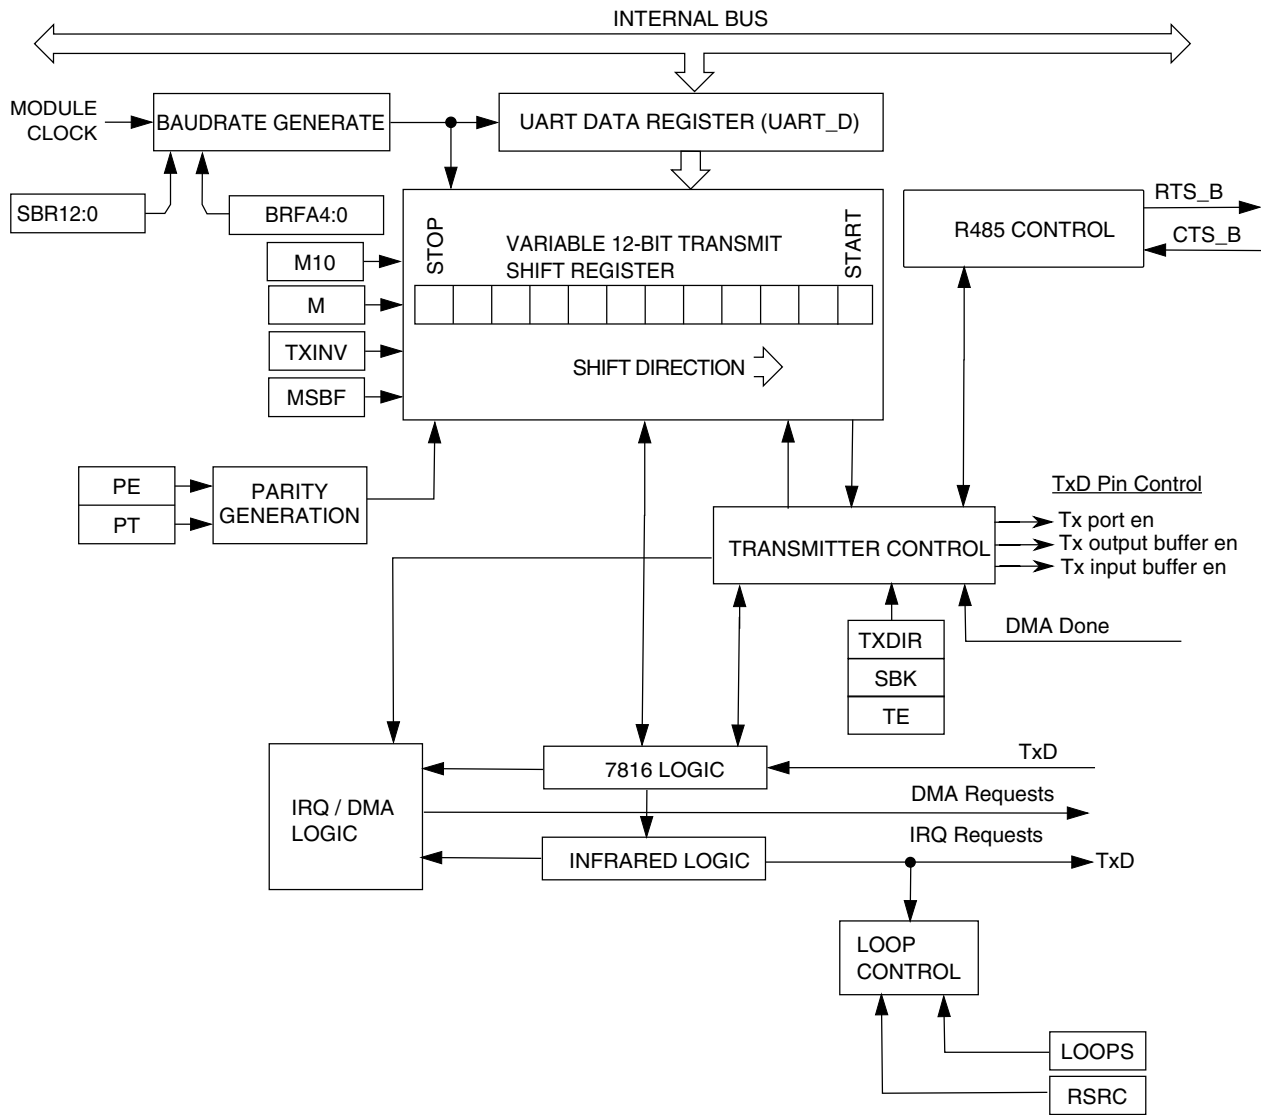 INTERNAL BUS
MODULE
CLOCK
BAUDRATE GENERATE
UART DATA REGISTER (UART_D)
SBR12:0
BRFA4:0
STOP
VARIABLE 12-BIT TRANSMIT
SHIFT REGISTER
START
R485 CONTROL
RTS_B
CTS_B
M10
M
TXINV
MSBF
SHIFT DIRECTION
PE
PT
PARITY
GENERATION
TxD Pin Control
Tx port en
Tx output buffer en
Tx input buffer en
TRANSMITTER CONTROL
DMA Done
TXDIR
SBK
TE
7816 LOGIC
TxD
IRQ / DMA
LOGIC
DMA Requests
IRQ Requests
INFRARED LOGIC
TxD
LOOP
CONTROL
LOOPS
RSRC